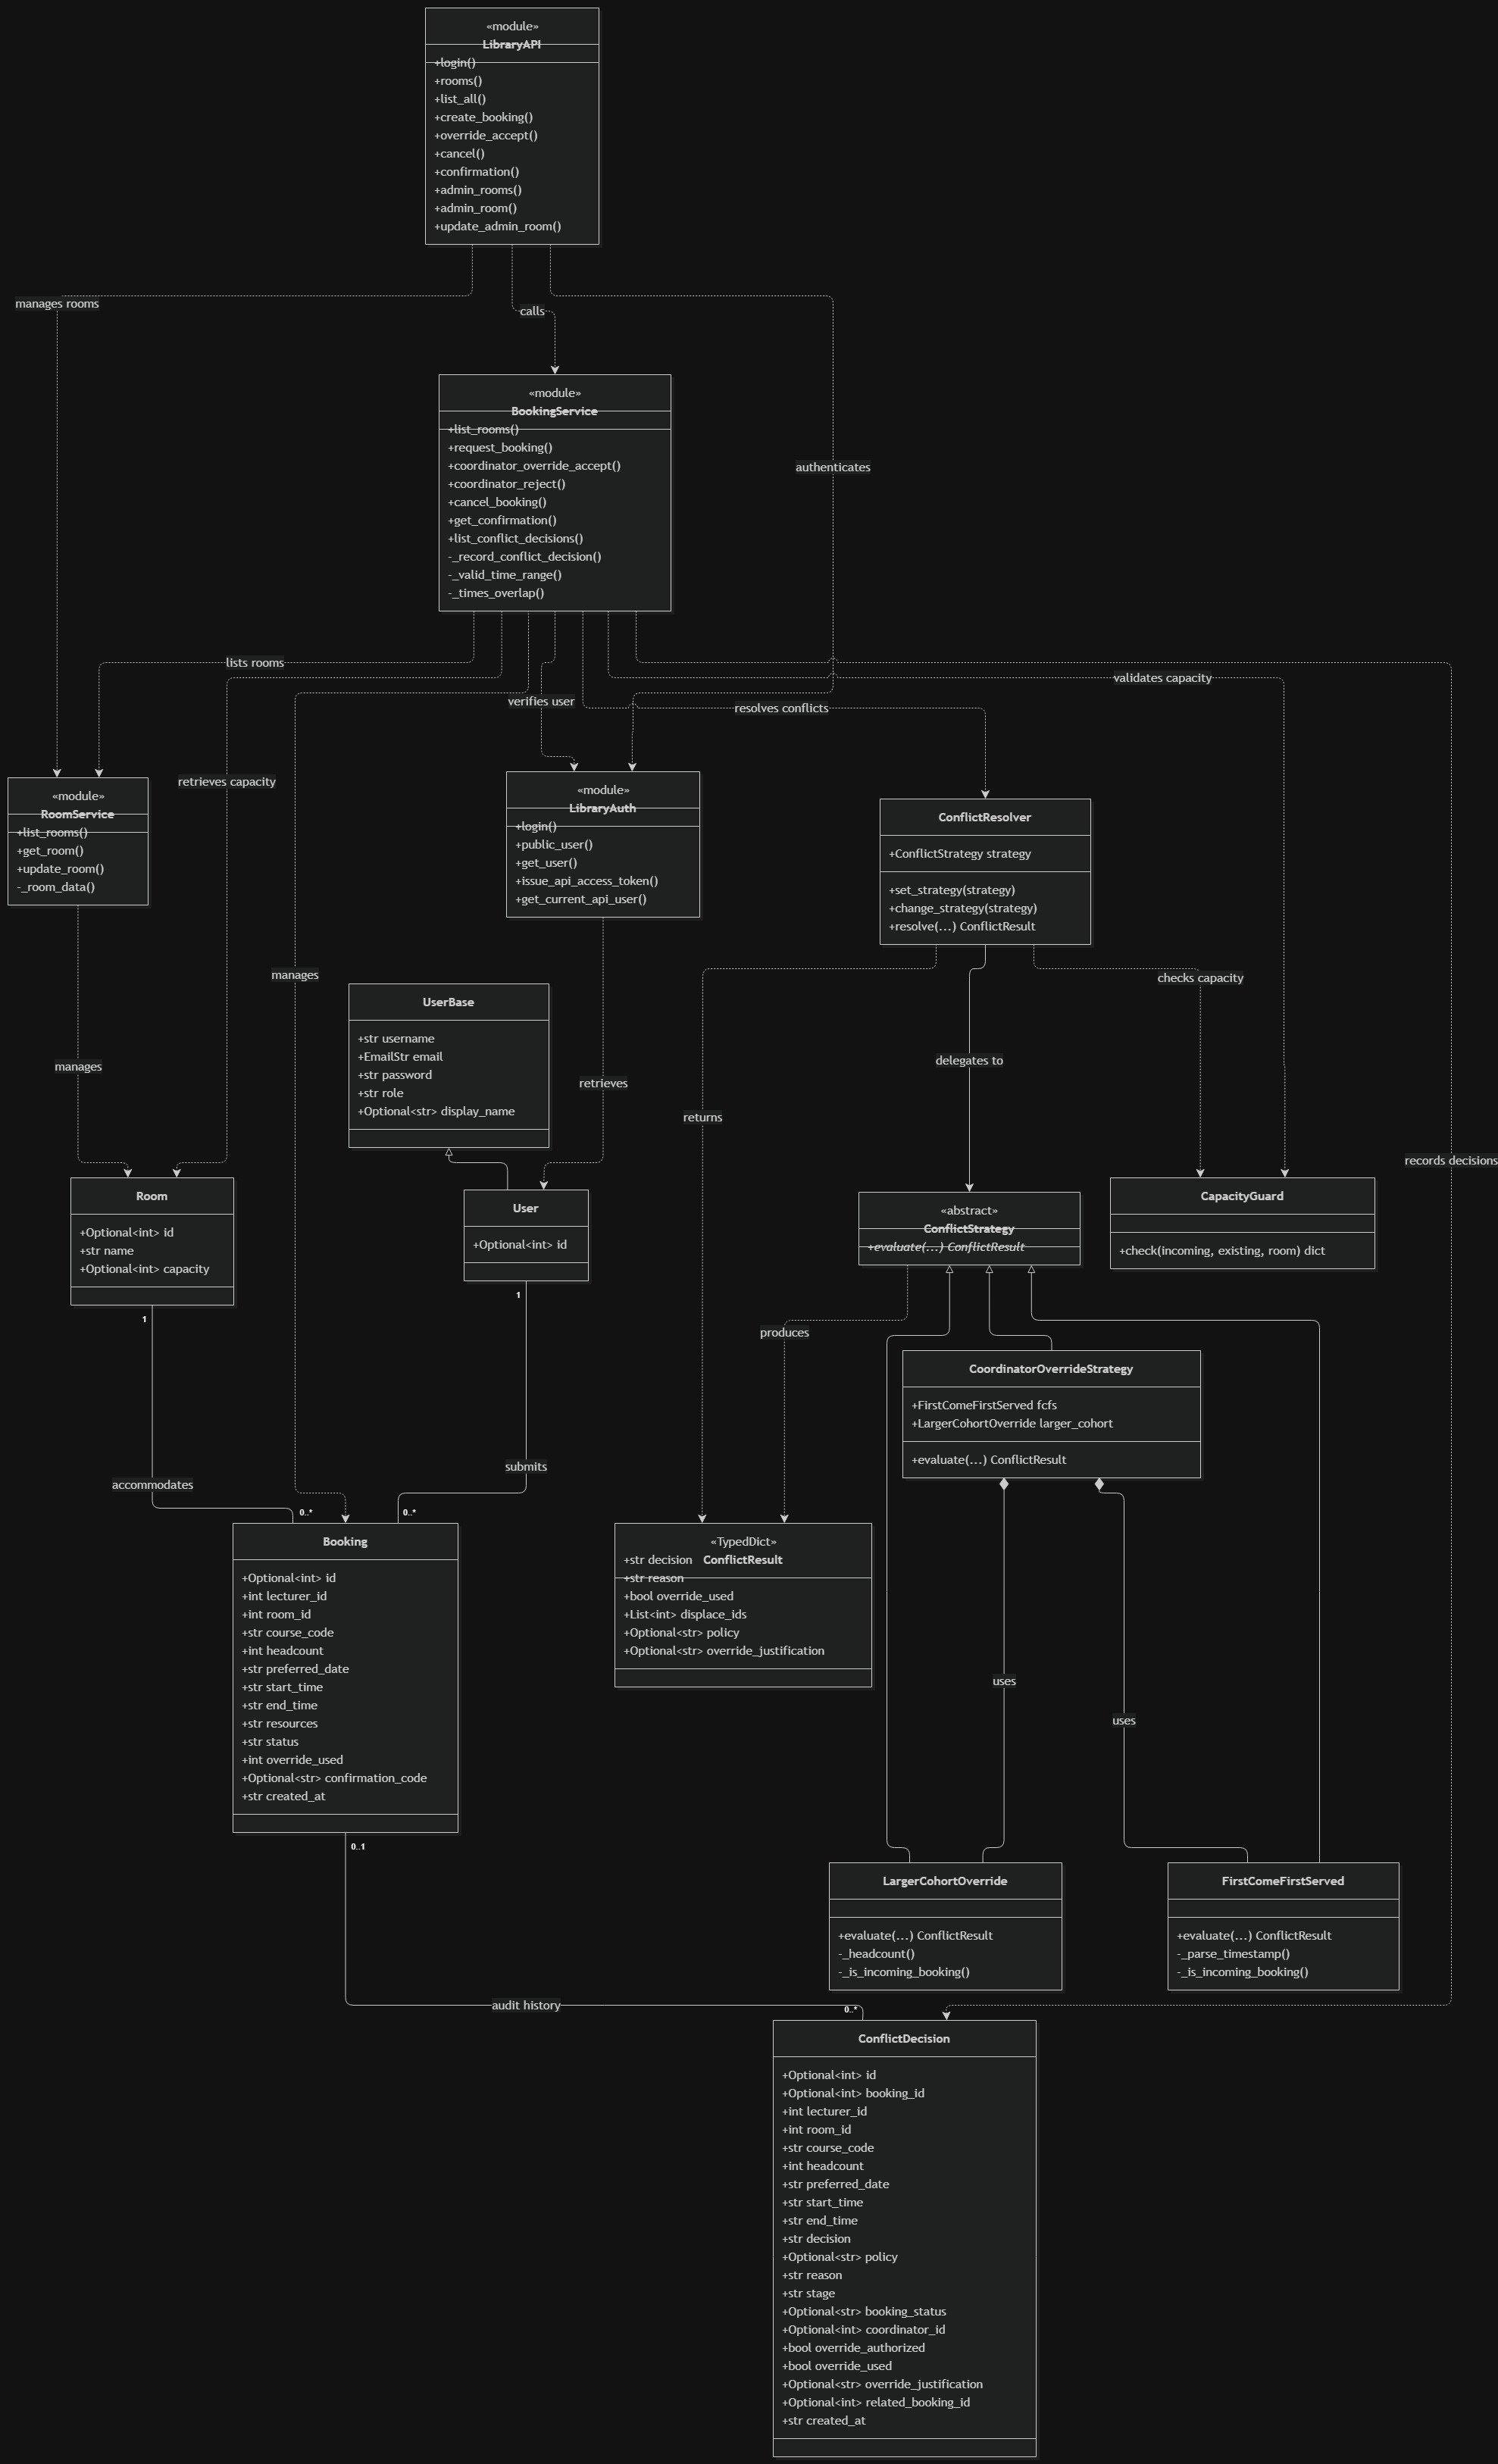 «module»
LibraryAPI
+login()
+rooms()
+list_all()
+create_booking()
+override_accept()
+cancel()
+confirmation()
+admin_rooms()
+admin_room()
+update_admin_room()
manages rooms
calls
«module»
BookingService
+list_rooms()
+request_booking()
+coordinator_override_accept()
+coordinator_reject()
+cancel_booking()
+get_confirmation()
+list_conflict_decisions()
-_record_conflict_decision()
-_valid_time_range()
-_times_overlap()
authenticates
lists rooms
validates capacity
verifies user
resolves conflicts
retrieves capacity
«module»
RoomService
+list_rooms()
+get_room()
+update_room()
-_room_data()
«module»
LibraryAuth
+login()
+public_user()
+get_user()
+issue_api_access_token()
+get_current_api_user()
ConflictResolver
+ConflictStrategy strategy
+set_strategy(strategy)
+change_strategy(strategy)
+resolve(...) ConflictResult
manages
checks capacity
UserBase
+str username
+EmailStr email
+str password
+str role
+Optional<str> display_name
manages
delegates to
retrieves
returns
records decisions
Room
+Optional<int> id
+str name
+Optional<int> capacity
User
+Optional<int> id
«abstract»
ConflictStrategy
+evaluate(...) ConflictResult
CapacityGuard
+check(incoming, existing, room) dict
1
1
produces
CoordinatorOverrideStrategy
+FirstComeFirstServed fcfs
+LargerCohortOverride larger_cohort
+evaluate(...) ConflictResult
submits
accommodates
0..*
0..*
Booking
+Optional<int> id
+int lecturer_id
+int room_id
+str course_code
+int headcount
+str preferred_date
+str start_time
+str end_time
+str resources
+str status
+int override_used
+Optional<str> confirmation_code
+str created_at
«TypedDict»
ConflictResult
+str decision
+str reason
+bool override_used
+List<int> displace_ids
+Optional<str> policy
+Optional<str> override_justification
uses
uses
0..1
LargerCohortOverride
+evaluate(...) ConflictResult
-_headcount()
-_is_incoming_booking()
FirstComeFirstServed
+evaluate(...) ConflictResult
-_parse_timestamp()
-_is_incoming_booking()
audit history
0..*
ConflictDecision
+Optional<int> id
+Optional<int> booking_id
+int lecturer_id
+int room_id
+str course_code
+int headcount
+str preferred_date
+str start_time
+str end_time
+str decision
+Optional<str> policy
+str reason
+str stage
+Optional<str> booking_status
+Optional<int> coordinator_id
+bool override_authorized
+bool override_used
+Optional<str> override_justification
+Optional<int> related_booking_id
+str created_at